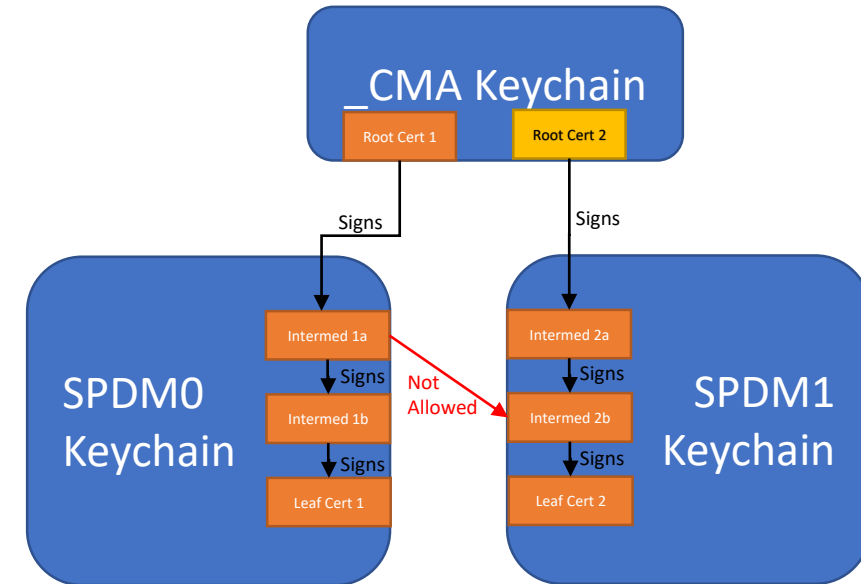 _CMA Keychain
Root Cert 1
Root Cert 2
Signs
Signs
SPDM0
Keychain
Intermed 1a
Signs
Intermed 1b
Signs
Leaf Cert 1
Not
Allowed
Intermed 2a
Signs
Intermed 2b
Signs
Leaf Cert 2
SPDM1
Keychain